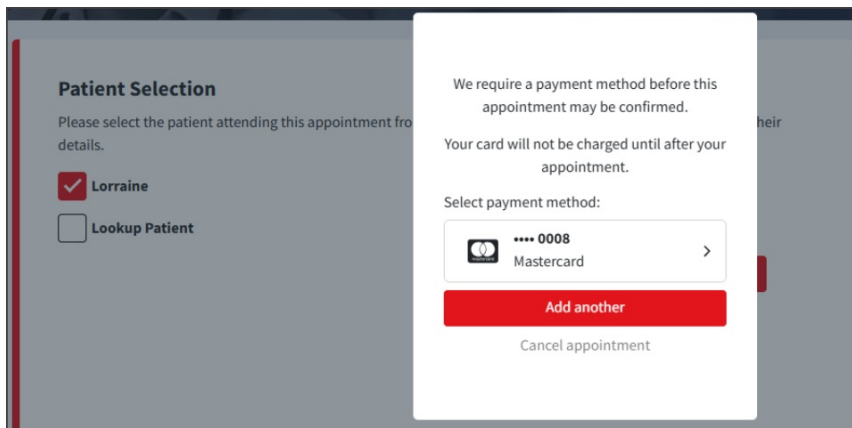 Patient Selection
Please select the patient attending this appointment fro
heir
details.
Lorraine
Lookup Patient
We require a payment method before this
appointment may be confirmed.
Your card will not be charged until after your
appointment.
Select payment method:
•••• 0008
Mastercard
Add another
Cancel appointment